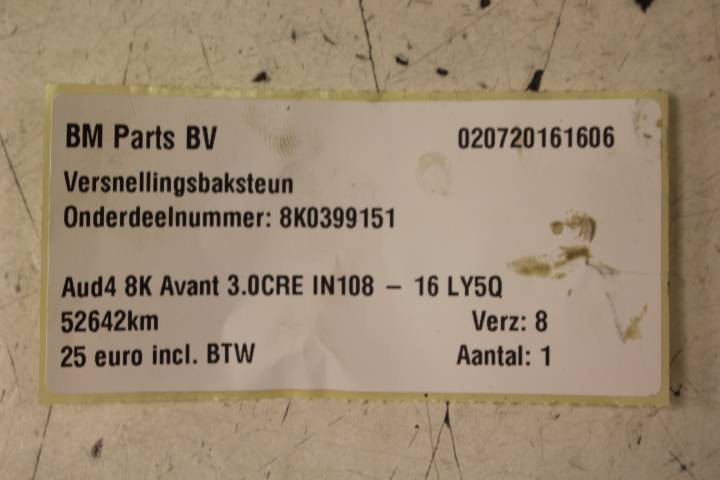 BM Parts BV 020720161606
Versnellingsbaksteun
Onderdeelnummer: 8K0399151
Aud4 8K Avant 3.0CRE IN108 – 16 LY5Q
52642km Verz: 8
25 euro incl. BTW Aantal: 1